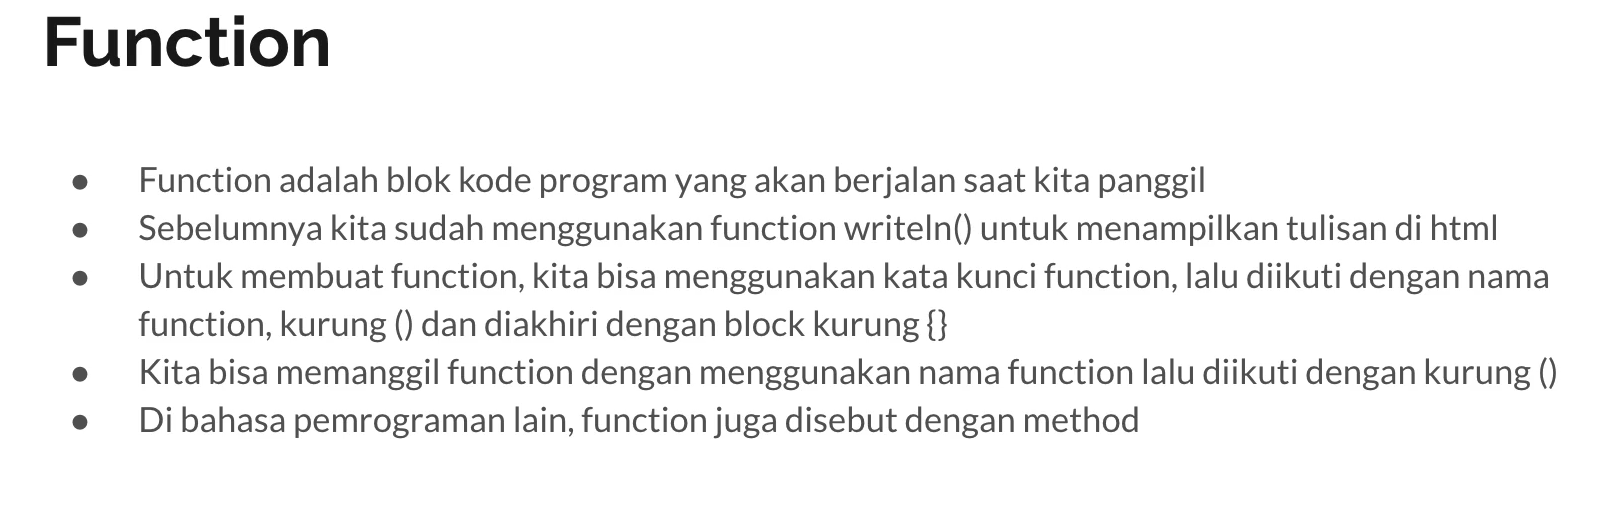 Function
● Function adalah blok kode program yang akan berjalan saat kita panggil
● Sebelumnya kita sudah menggunakan function writeln() untuk menampilkan tulisan di html
● Untuk membuat function, kita bisa menggunakan kata kunci function, lalu diikuti dengan nama
function, kurung () dan diakhiri dengan block kurung {}
● Kita bisa memanggil function dengan menggunakan nama function lalu diikuti dengan kurung ()
● Di bahasa pemrograman lain, function juga disebut dengan method